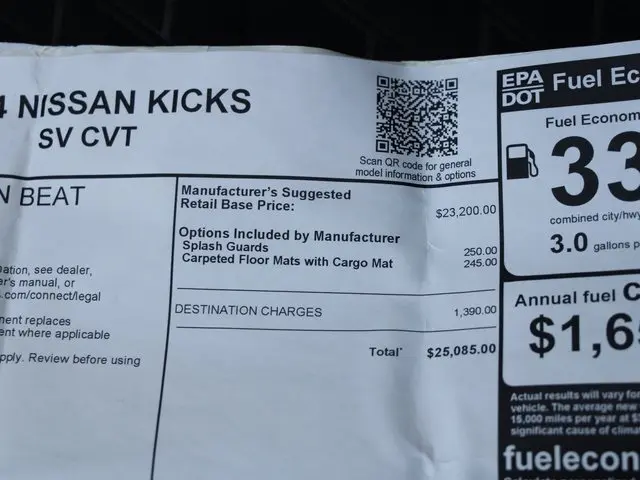 4 NISSAN KICKS
SV CVT
N BEAT
ation, see dealer,
er's manual, or
.com/connect/legal
ment replaces
ent where applicable
pply. Review before using
Scan QR code for general
model information & options
Manufacturer's Suggested
Retail Base Price: $23,200.00
Options Included by Manufacturer
Splash Guards 250.00
Carpeted Floor Mats with Cargo Mat 245.00
DESTINATION CHARGES 1,390.00
Total* $25,085.00
EPA
DOT Fuel Ec
Fuel Econom
33
combined city/hwy
3.0 gallons p
Annual fuel C
$1,65
Actual results will vary for
vehicle. The average new
15,000 miles per year at $
significant cause of clima
fuelecon